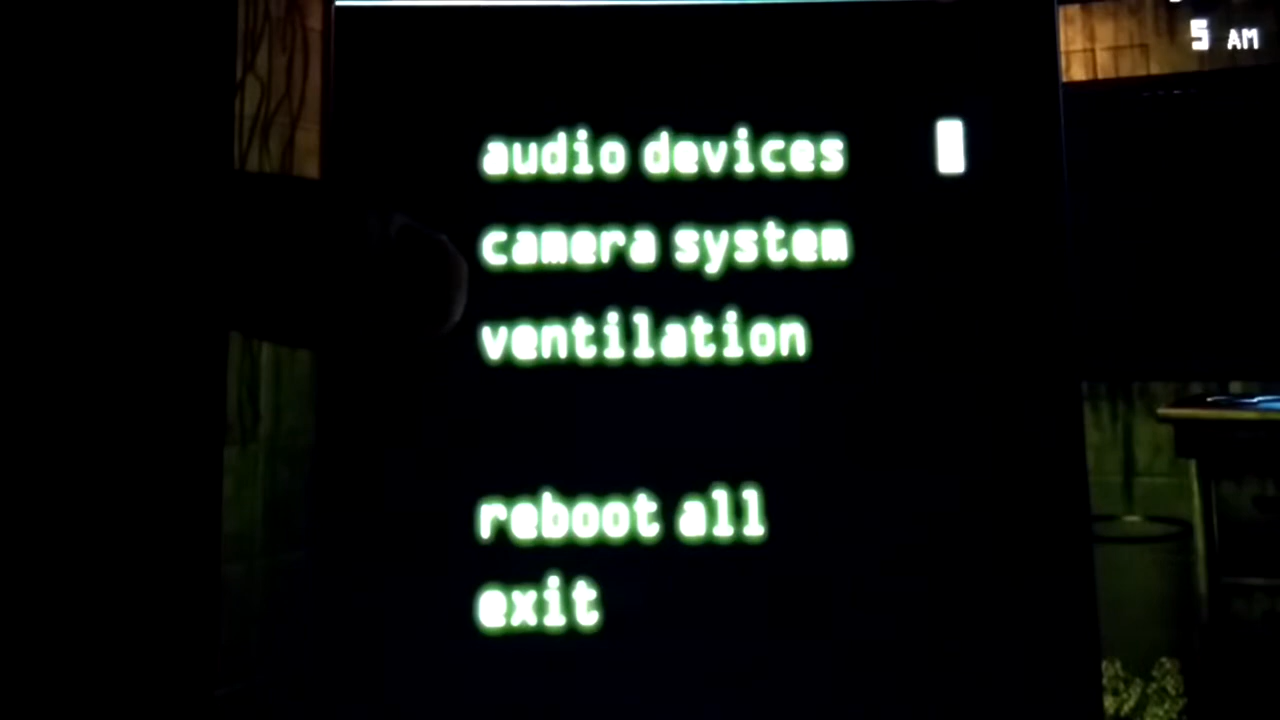 5 AM
audio devices
camera system
ventilation
reboot all
exit